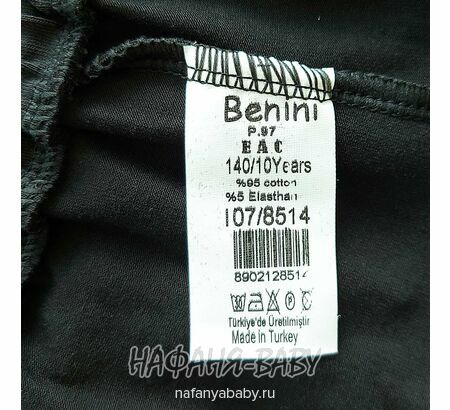 Benini
P.97
EAC
140/10Years
%95 cotton
%5 Elasthan
107/8514
8902128514
Türkiye'de Üretilmiştir
Made in Turkey
НАФАНЯ-BABY
nafanyababy.ru